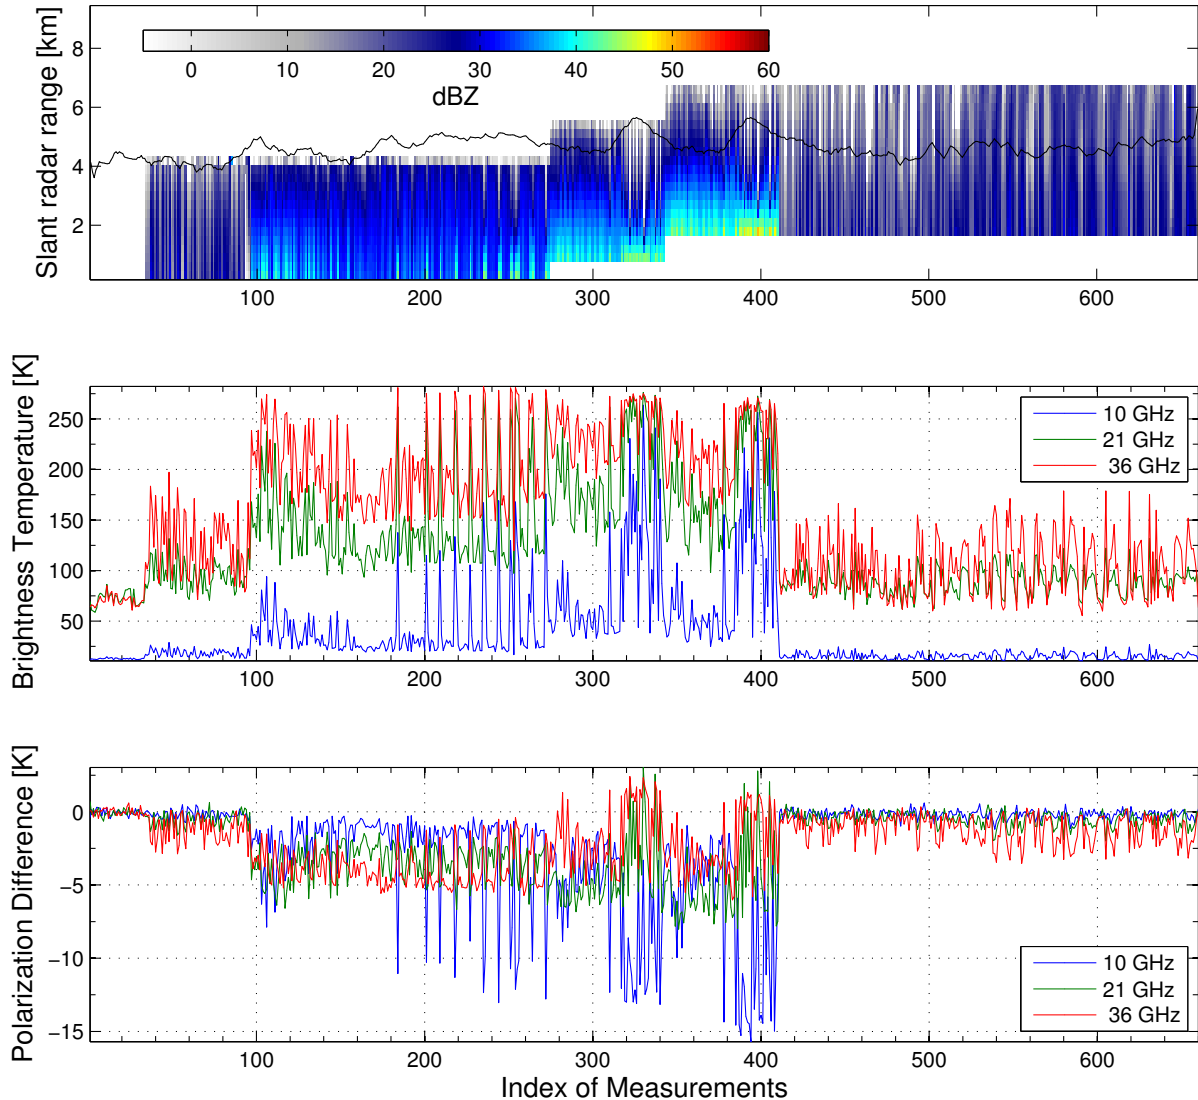 Slant radar range [km]
8
6
4
2
0 10 20 30 40 50 60
dBZ
100 200 300 400 500 600
Brightness Temperature [K]
250
200
150
100
50
10 GHz
21 GHz
36 GHz
100 200 300 400 500 600
Polarization Difference [K]
0
−5
−10
−15
10 GHz
21 GHz
36 GHz
100 200 300 400 500 600
Index of Measurements